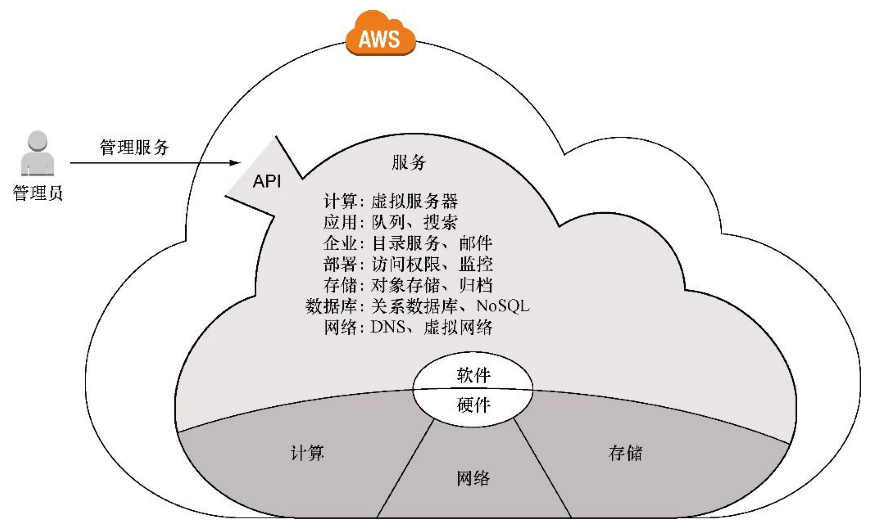 AWS
管理服务
管理员
API
服务
计算: 虚拟服务器
应用: 队列、搜索
企业: 目录服务、邮件
部署: 访问权限、监控
存储: 对象存储、归档
数据库: 关系数据库、NoSQL
网络: DNS、虚拟网络
软件
硬件
计算
网络
存储